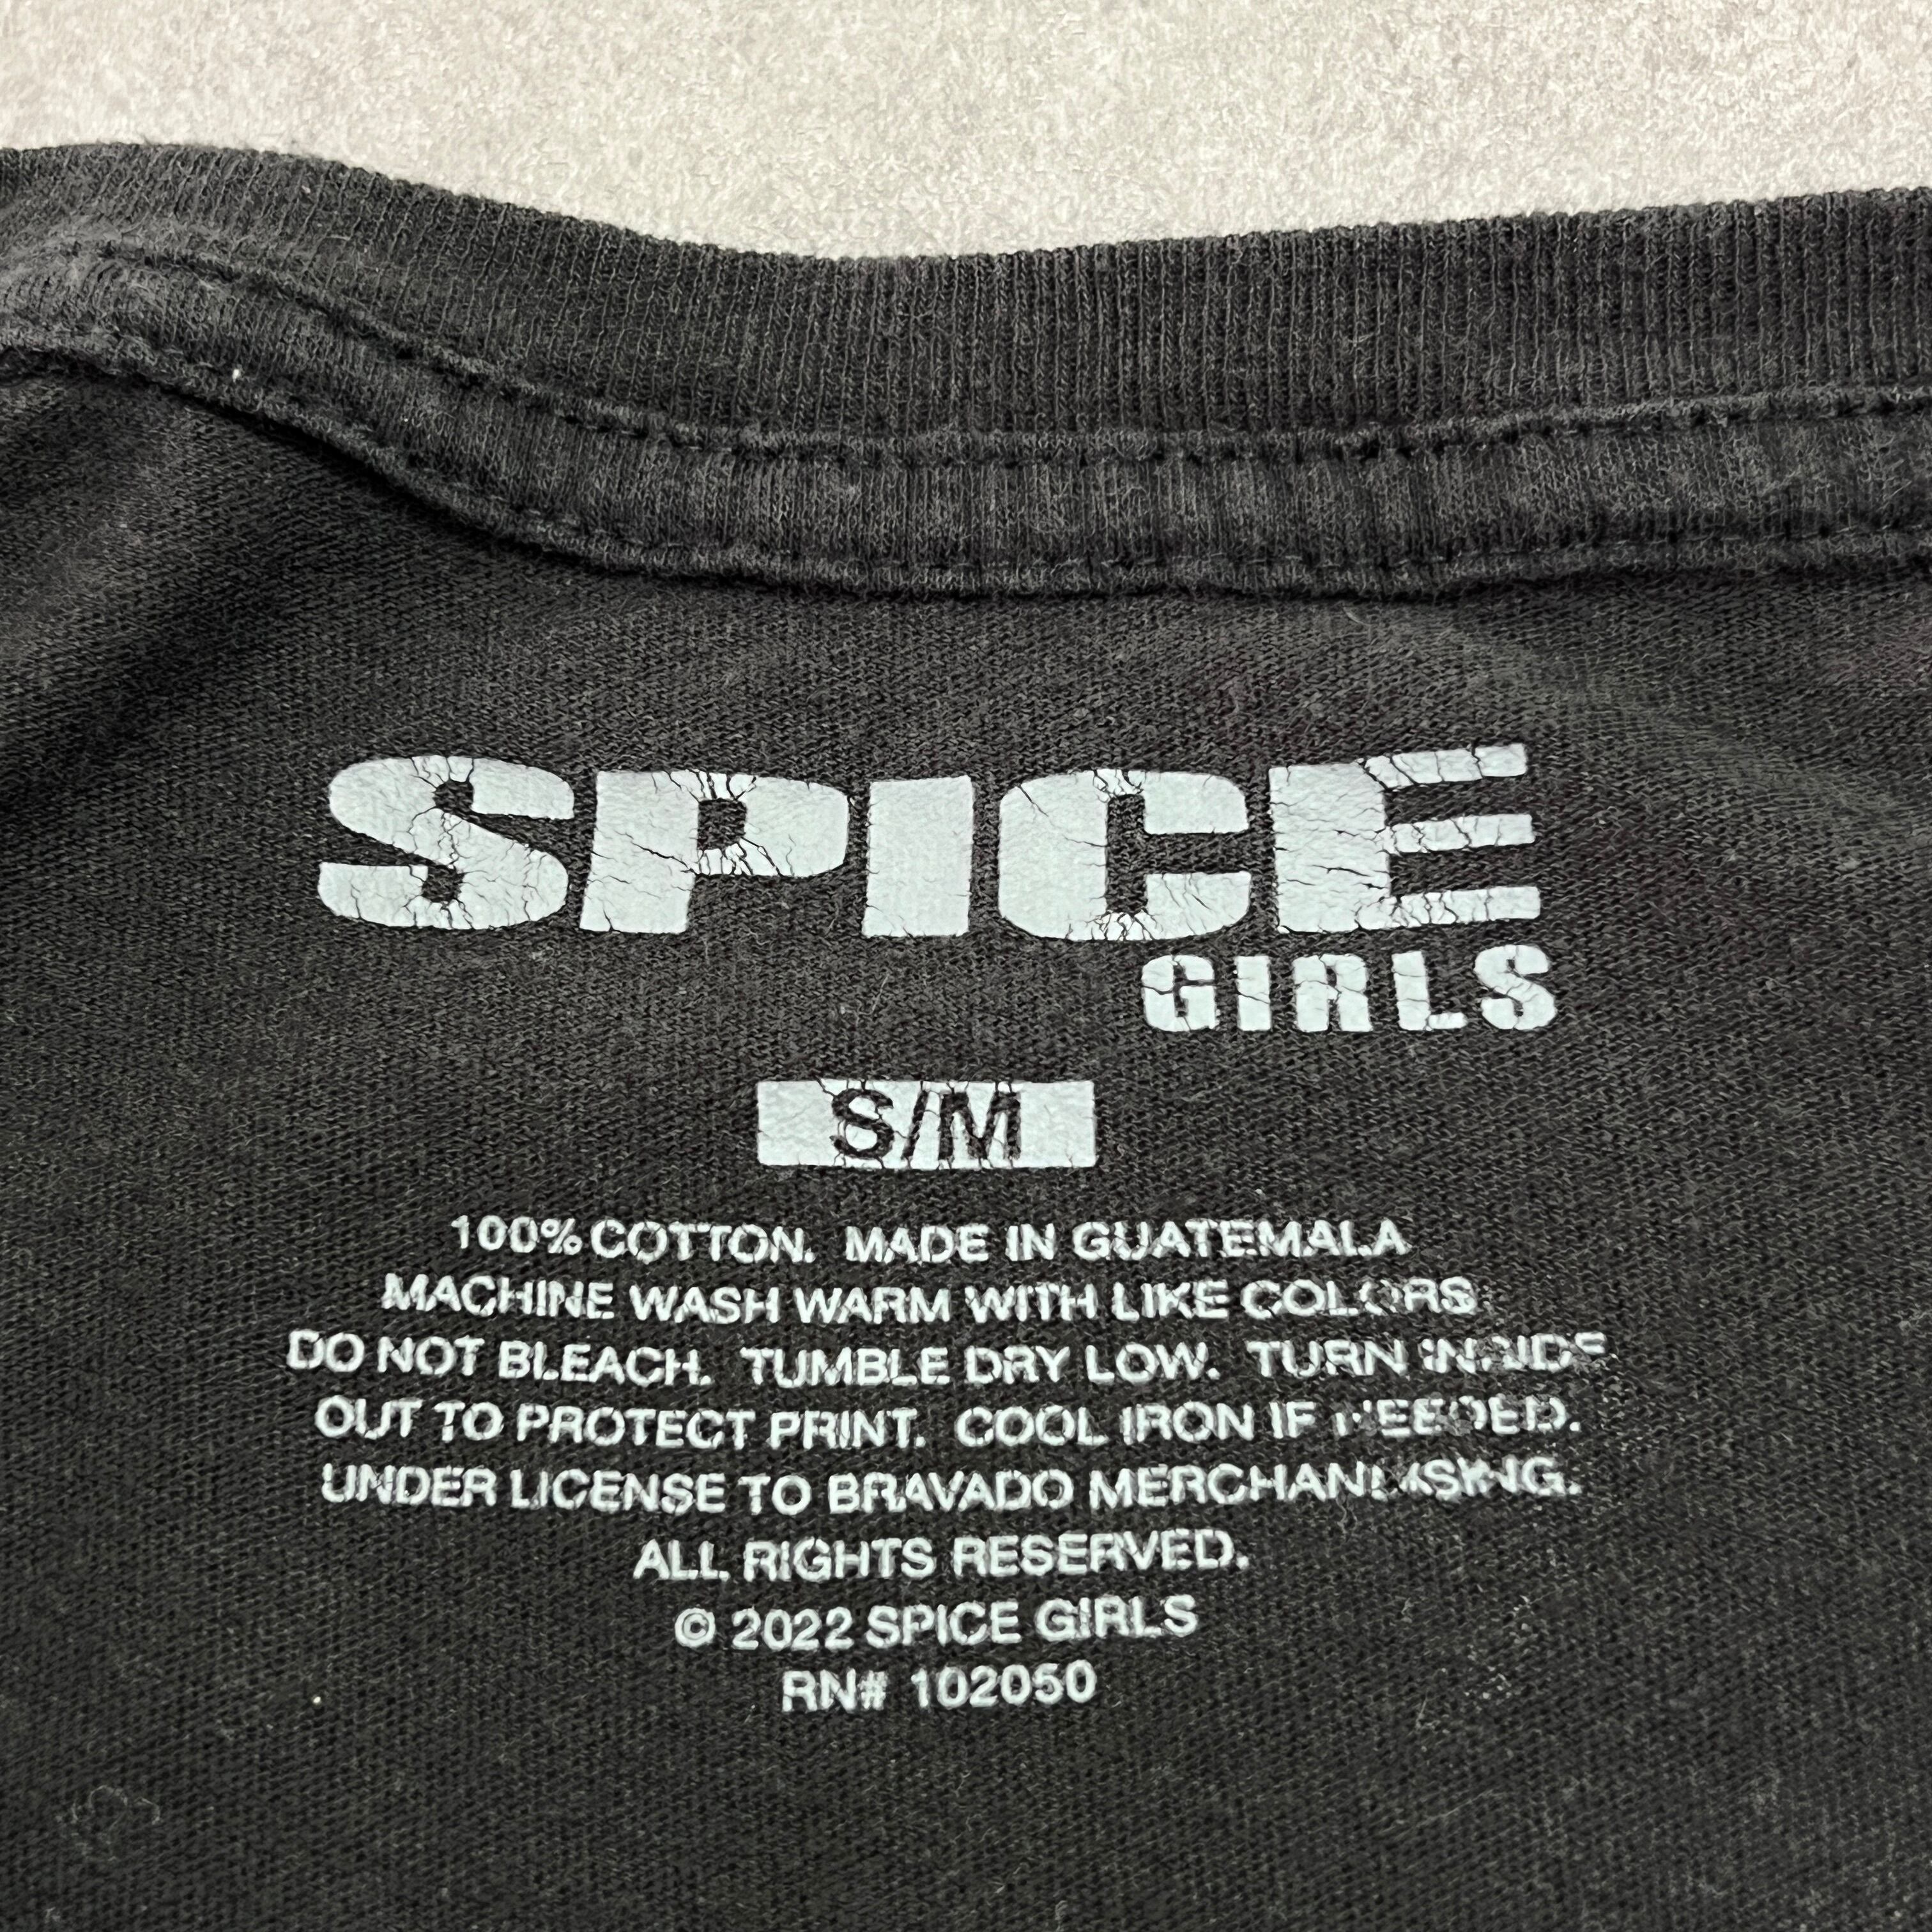 SPICE
GIRLS
S/M
100% COTTON. MADE IN GUATEMALA
MACHINE WASH WARM WITH LIKE COLORS.
DO NOT BLEACH. TUMBLE DRY LOW. TURN INSIDE
OUT TO PROTECT PRINT. COOL IRON IF NEEDED.
UNDER LICENSE TO BRAVADO MERCHANDISING.
ALL RIGHTS RESERVED.
© 2022 SPICE GIRLS
RN# 102050